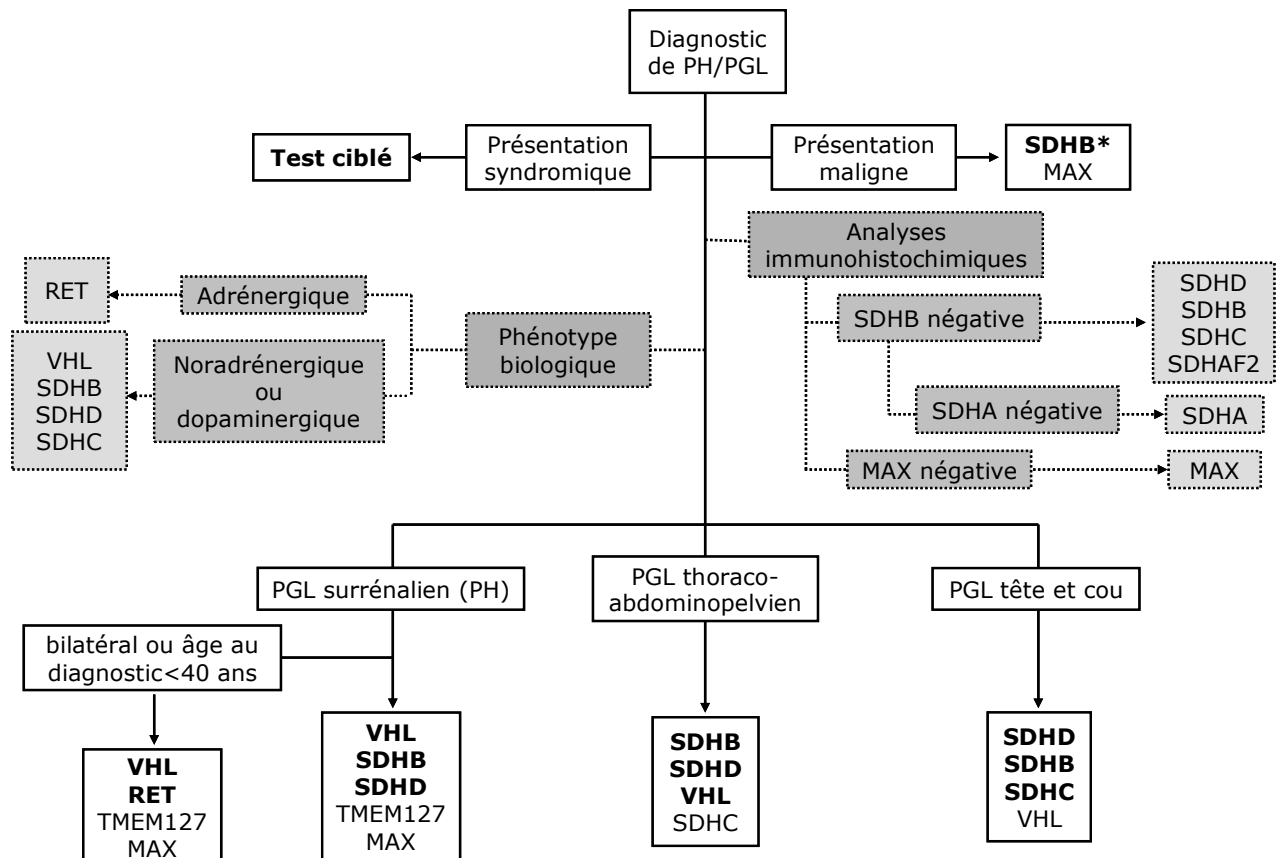 Diagnostic
de PH/PGL
Test ciblé
Présentation
syndromique
Présentation
maligne
SDHB*
MAX
Analyses
immunohistochimiques
RET
Adrénergique
SDHB négative
SDHD
SDHB
SDHC
SDHAF2
Phénotype
biologique
VHL
SDHB
SDHD
SDHC
Noradrénergique
ou
dopaminergique
SDHA négative
SDHA
MAX négative
MAX
PGL surrénalien (PH)
PGL thoraco-
abdominopelvien
PGL tête et cou
bilatéral ou âge au
diagnostic<40 ans
VHL
RET
TMEM127
MAX
VHL
SDHB
SDHD
TMEM127
MAX
SDHB
SDHD
VHL
SDHC
SDHD
SDHB
SDHC
VHL